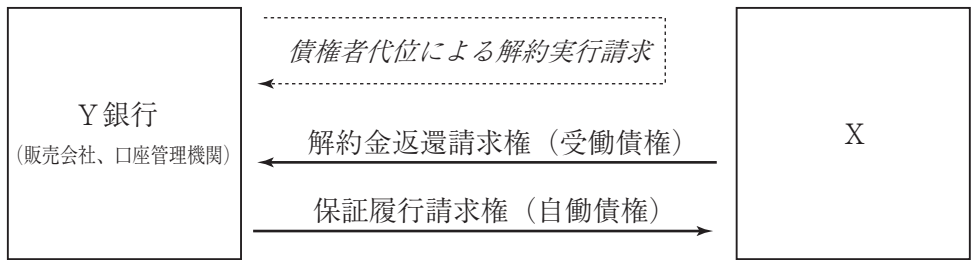 債権者代位による解約実行請求
Ｙ銀行
（販売会社、口座管理機関）
Ｘ
解約金返還請求権（受働債権）
保証履行請求権（自働債権）